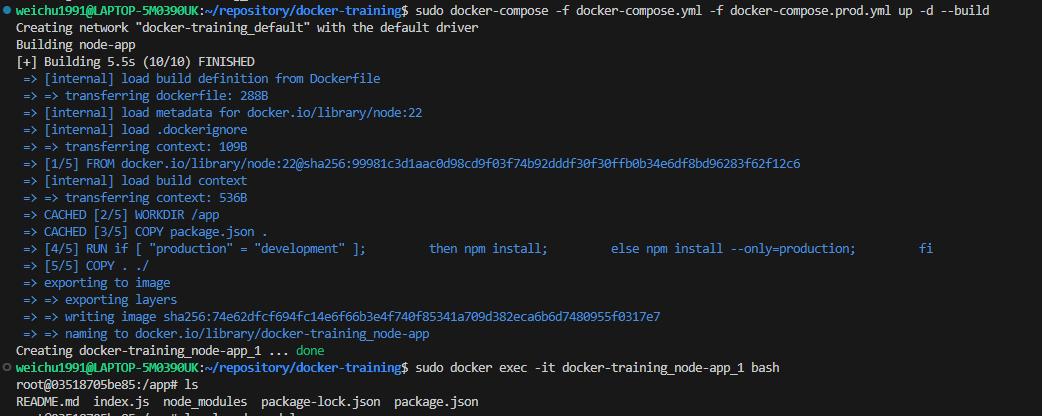 weichu1991@LAPTOP-5M0390UK:~/repository/docker-training$ sudo docker-compose -f docker-compose.yml -f docker-compose.prod.yml up -d --build
Creating network "docker-training_default" with the default driver
Building node-app
[+] Building 5.5s (10/10) FINISHED
=> [internal] load build definition from Dockerfile
=> => transferring dockerfile: 288B
=> [internal] load metadata for docker.io/library/node:22
=> [internal] load .dockerignore
=> => transferring context: 109B
=> [1/5] FROM docker.io/library/node:22@sha256:99981c3d1aac0d98cd9f03f74b92dddf30f30ffb0b34e6df8bd96283f62f12c6
=> [internal] load build context
=> => transferring context: 536B
=> CACHED [2/5] WORKDIR /app
=> CACHED [3/5] COPY package.json .
=> [4/5] RUN if [ "production" = "development" ]; then npm install; else npm install --only=production; fi
=> [5/5] COPY . ./
=> exporting to image
=> => exporting layers
=> => writing image sha256:74e62dfcf694fc14e6f66b3e4f740f85341a709d382eca6b6d7480955f0317e7
=> => naming to docker.io/library/docker-training_node-app
Creating docker-training_node-app_1 ... done
weichu1991@LAPTOP-5M0390UK:~/repository/docker-training$ sudo docker exec -it docker-training_node-app_1 bash
root@03518705be85:/app# ls
README.md index.js node_modules package-lock.json package.json